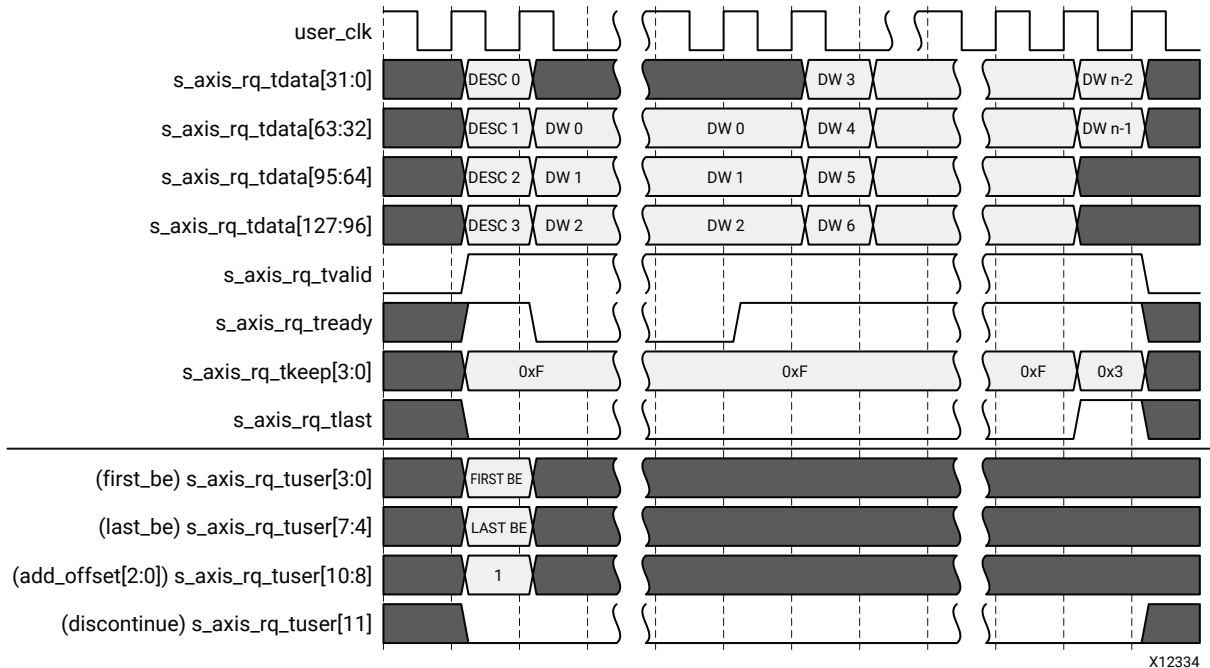 user_clk
s_axis_rq_tdata[31:0] DESC 0 DW 3 DW n-2
s_axis_rq_tdata[63:32] DESC 1 DW 0 DW 0 DW 4 DW n-1
s_axis_rq_tdata[95:64] DESC 2 DW 1 DW 1 DW 5
s_axis_rq_tdata[127:96] DESC 3 DW 2 DW 2 DW 6
s_axis_rq_tvalid
s_axis_rq_tready
s_axis_rq_tkeep[3:0] 0xF 0xF 0xF 0x3
s_axis_rq_tlast
(first_be) s_axis_rq_tuser[3:0] FIRST BE
(last_be) s_axis_rq_tuser[7:4] LAST BE
(add_offset[2:0]) s_axis_rq_tuser[10:8] 1
(discontinue) s_axis_rq_tuser[11]
X12334